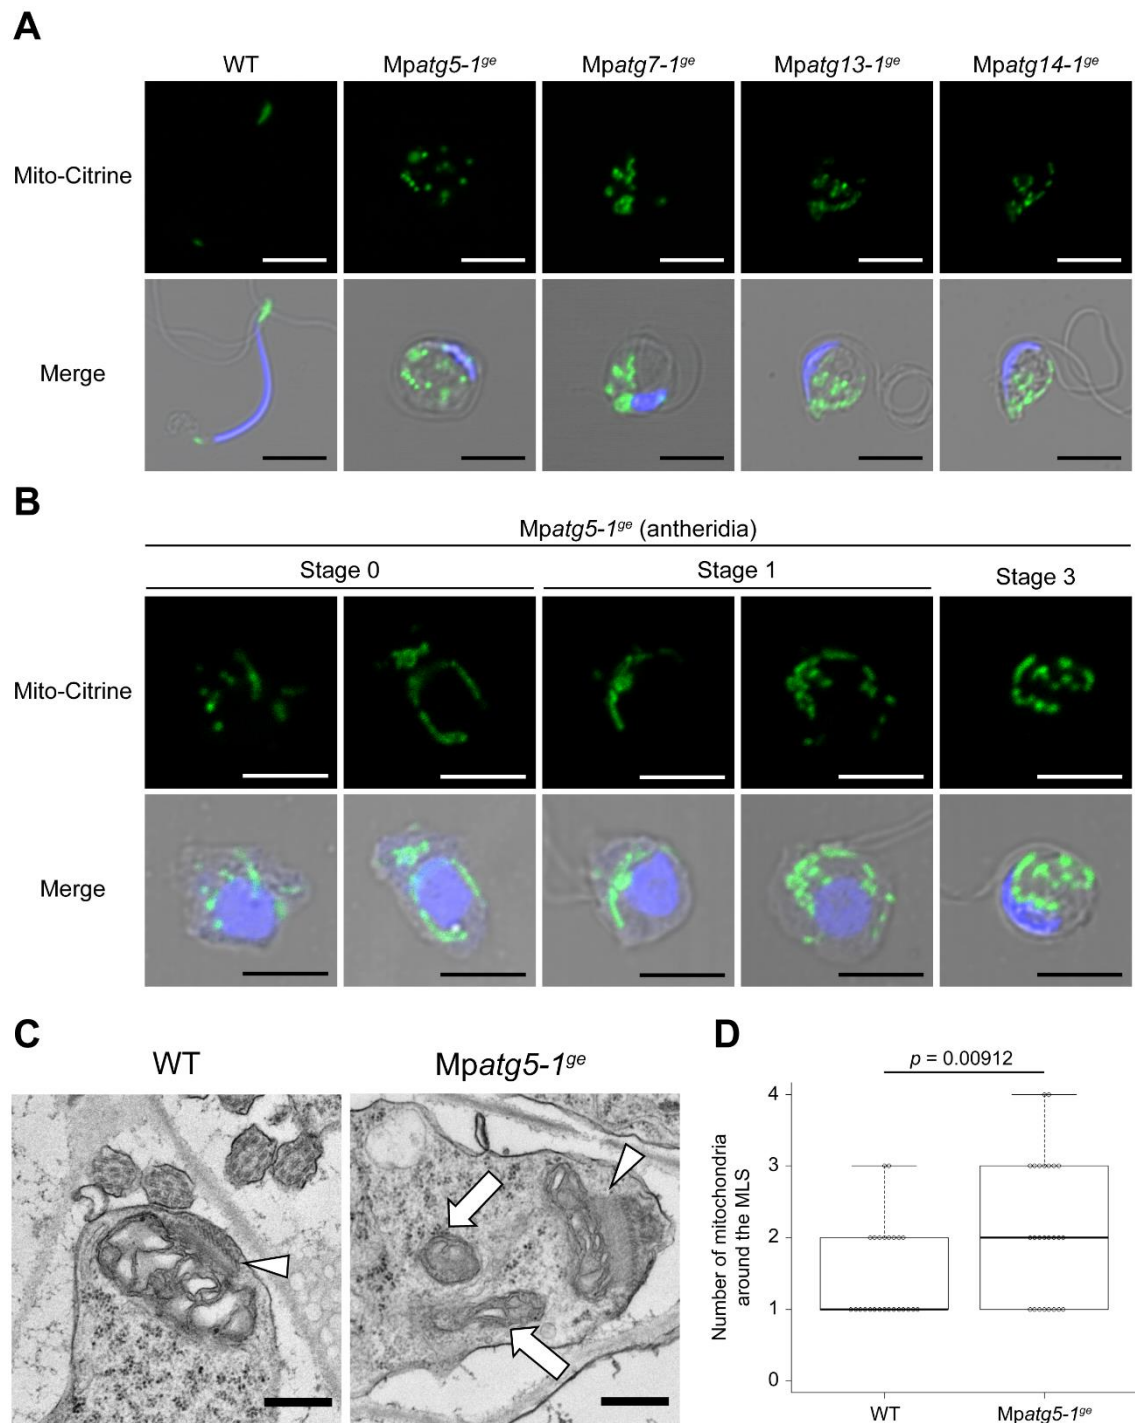 A
WT Mpatg5-1ge Mpatg7-1ge Mpatg13-1ge Mpatg14-1ge
Mito-Citrine
Merge
B
Mpatg5-1ge (antheridia)
Stage 0 Stage 1 Stage 3
Mito-Citrine
Merge
C
WT Mpatg5-1ge
D
p = 0.00912
Number of mitochondria
around the MLS
4
3
2
1
0
WT Mpatg5-1ge